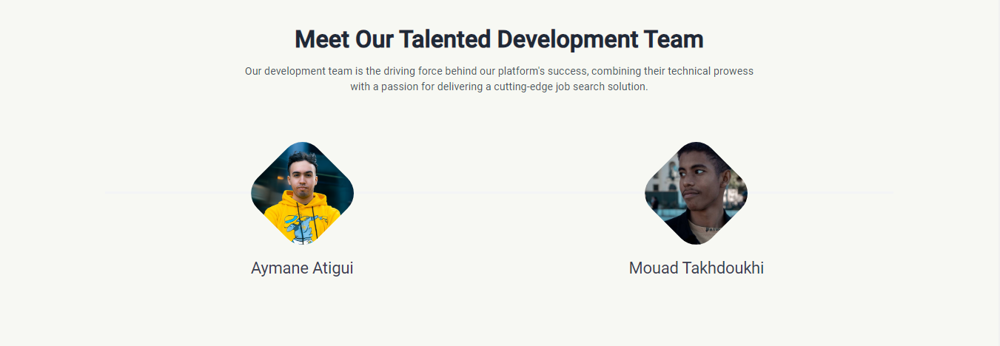 Meet Our Talented Development Team
Our development team is the driving force behind our platform's success, combining their technical prowess
with a passion for delivering a cutting-edge job search solution.
Aymane Atigui
Mouad Takhdoukhi